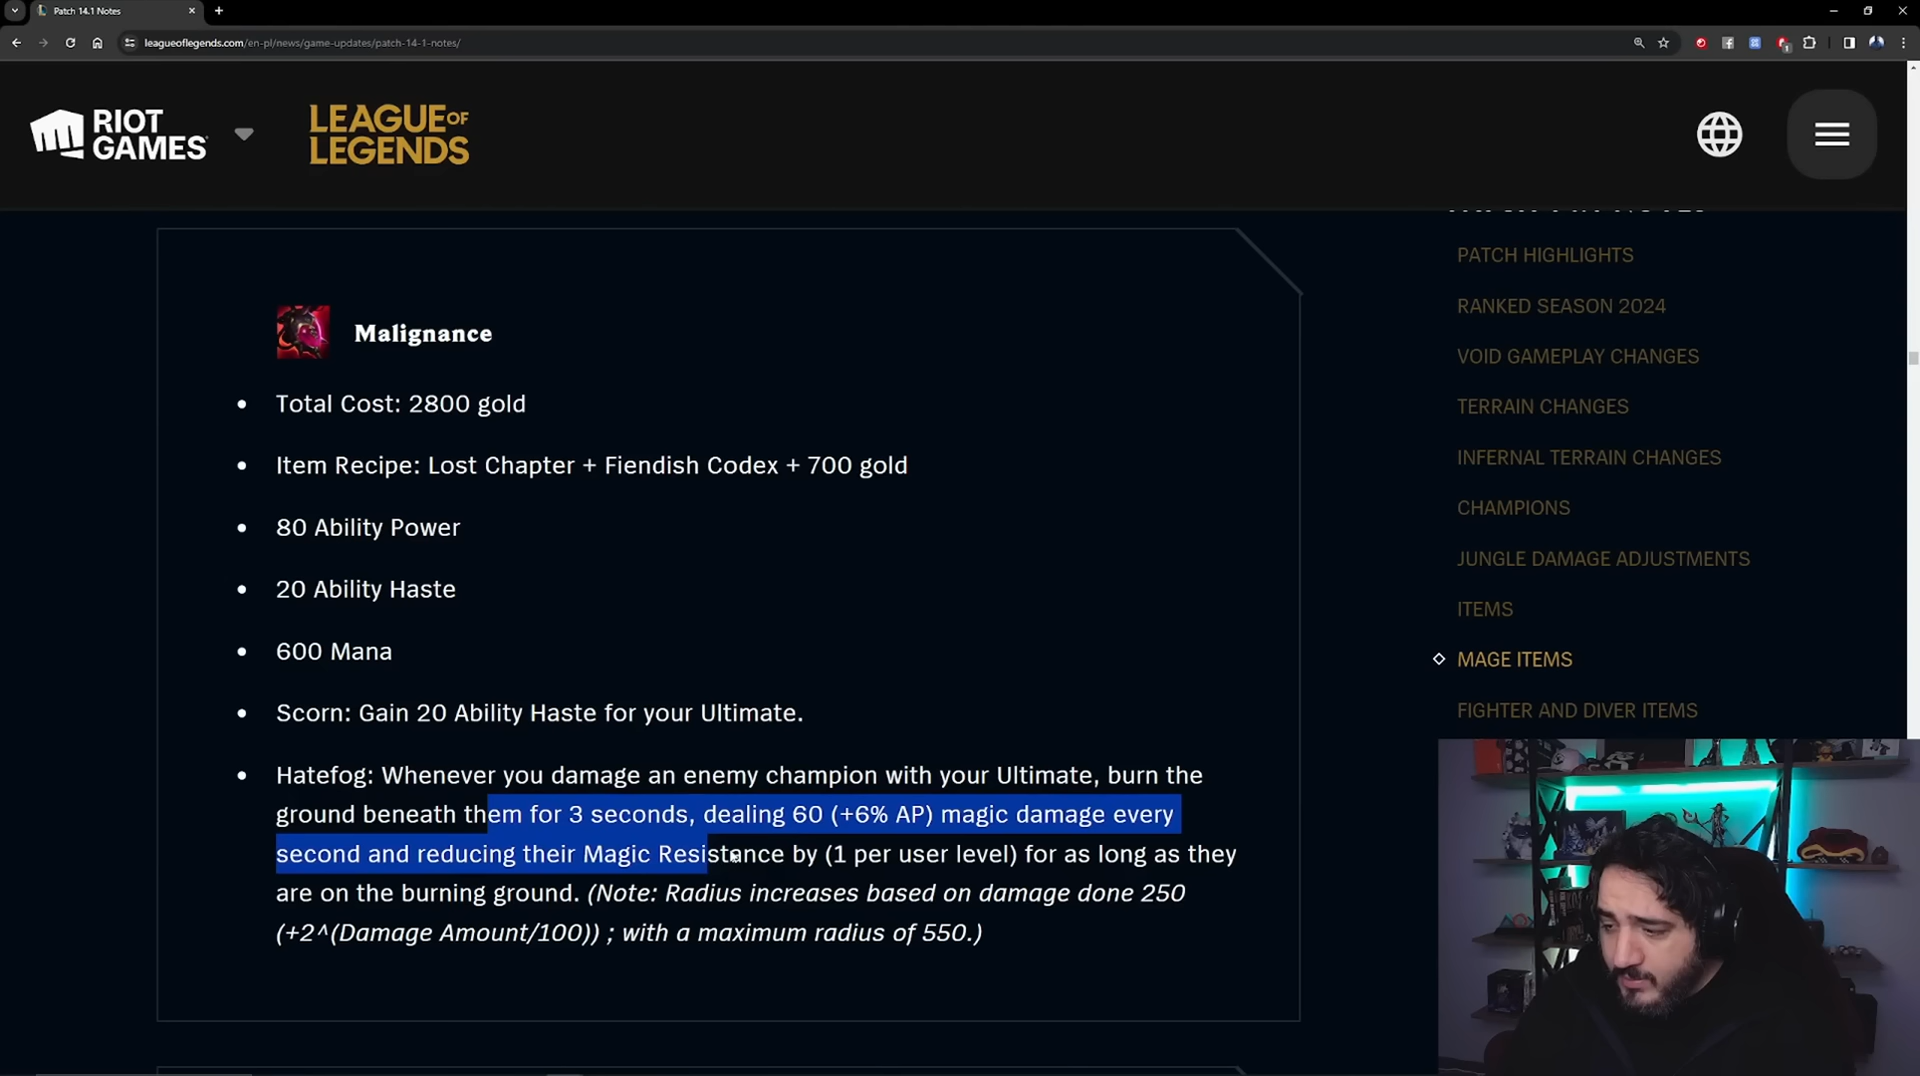 Patch 14.1 Notes
leagueoflegends.com/en-pl/news/game-updates/patch-14-1-notes/
RIOT
GAMES
LEAGUE OF
LEGENDS
PATCH HIGHLIGHTS
RANKED SEASON 2024
VOID GAMEPLAY CHANGES
TERRAIN CHANGES
INFERNAL TERRAIN CHANGES
CHAMPIONS
JUNGLE DAMAGE ADJUSTMENTS
ITEMS
MAGE ITEMS
FIGHTER AND DIVER ITEMS
Malignance
Total Cost: 2800 gold
Item Recipe: Lost Chapter + Fiendish Codex + 700 gold
80 Ability Power
20 Ability Haste
600 Mana
Scorn: Gain 20 Ability Haste for your Ultimate.
Hatefog: Whenever you damage an enemy champion with your Ultimate, burn the
ground beneath them for 3 seconds, dealing 60 (+6% AP) magic damage every
second and reducing their Magic Resistance by (1 per user level) for as long as they
are on the burning ground. (Note: Radius increases based on damage done 250
(+2^(Damage Amount/100)) ; with a maximum radius of 550.)